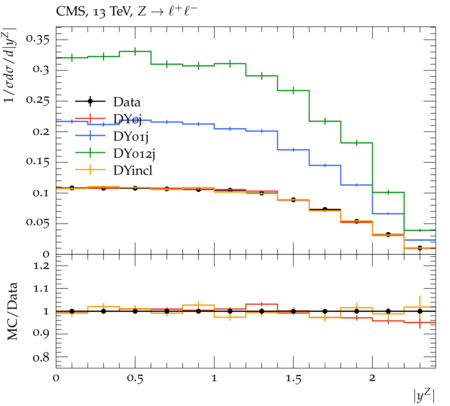 CMS, 13 TeV, Z → ℓ⁺ℓ⁻
1/σdσ/d|y^Z|
0.35
0.3
0.25
0.2
0.15
0.1
0.05
0
Data
DY0j
DY01j
DY012j
DYincl
MC/Data
1.2
1.1
1
0.9
0.8
0 0.5 1 1.5 2
|y^Z|